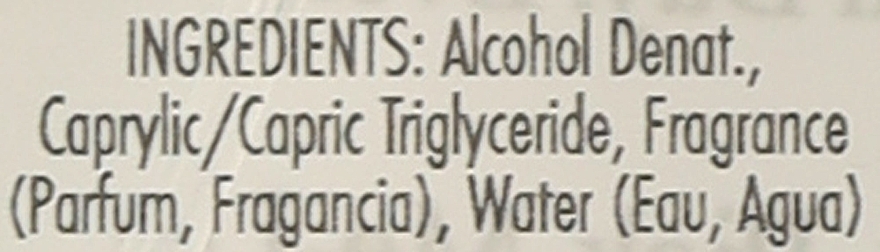 INGREDIENTS: Alcohol Denat.,
Caprylic/Capric Triglyceride, Fragrance
(Parfum, Fragancia), Water (Eau, Agua)